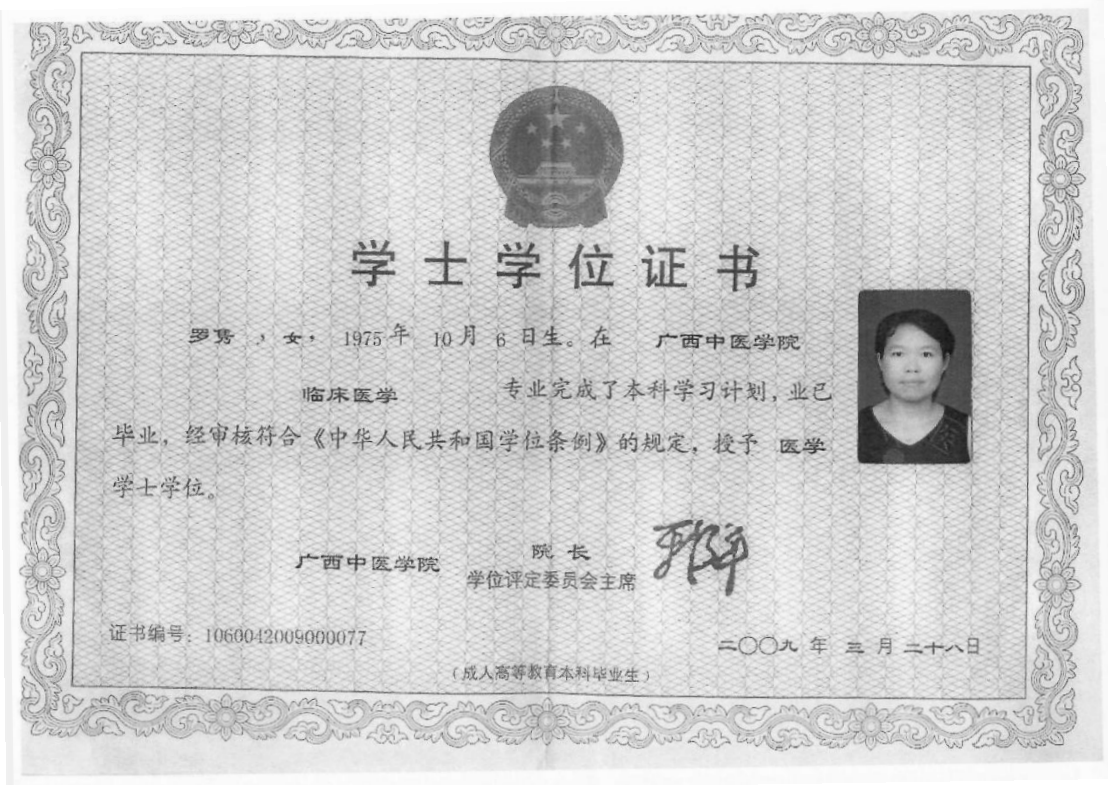 学士学位证书
罗隽 ，女， 1975年 10月 6日生。在 广西中医学院
临床医学 专业完成了本科学习计划，业已
毕业，经审核符合《中华人民共和国学位条例》的规定，授予 医学
学士学位。
广西中医学院
院 长
学位评定委员会主席
证书编号：1060042009000077
二〇〇九 年 三 月 二十八日
（成人高等教育本科毕业生）